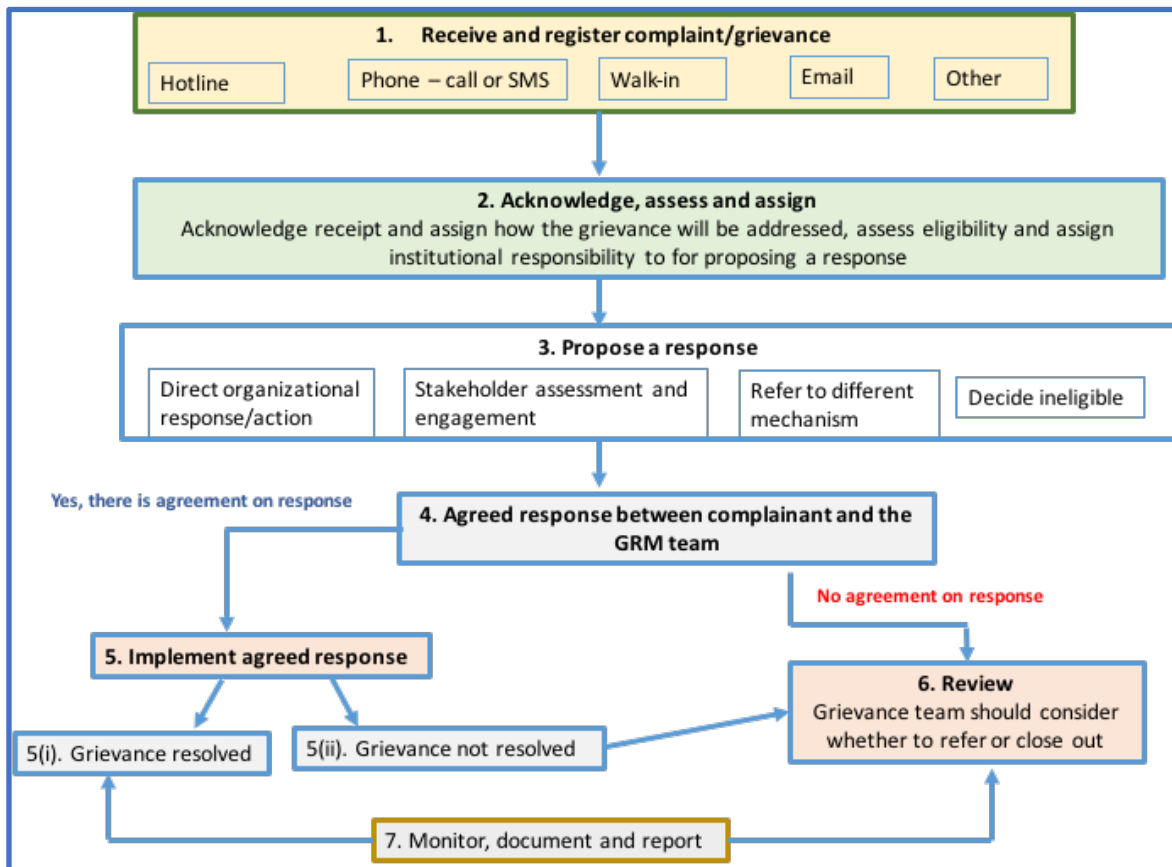 1. Receive and register complaint/grievance
Hotline
Phone – call or SMS
Walk-in
Email
Other
2. Acknowledge, assess and assign
Acknowledge receipt and assign how the grievance will be addressed, assess eligibility and assign
institutional responsibility to for proposing a response
3. Propose a response
Direct organizational
response/action
Stakeholder assessment and
engagement
Refer to different
mechanism
Decide ineligible
Yes, there is agreement on response
4. Agreed response between complainant and the
GRM team
No agreement on response
5. Implement agreed response
6. Review
Grievance team should consider
whether to refer or close out
5(i). Grievance resolved
5(ii). Grievance not resolved
7. Monitor, document and report